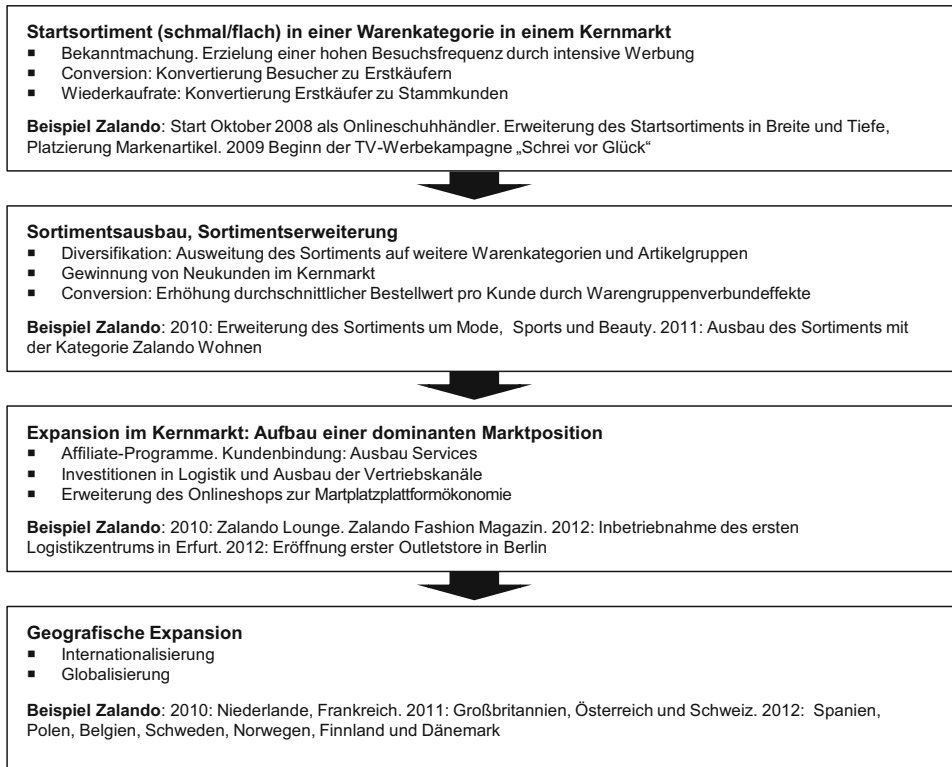 Startsortiment (schmal/flach) in einer Warenkategorie in einem Kernmarkt
▪ Bekanntmachung. Erzielung einer hohen Besuchsfrequenz durch intensive Werbung
▪ Conversion: Konvertierung Besucher zu Erstkäufern
▪ Wiederkaufrate: Konvertierung Erstkäufer zu Stammkunden
Beispiel Zalando: Start Oktober 2008 als Onlineschuhhändler. Erweiterung des Startsortiments in Breite und Tiefe,
Platzierung Markenartikel. 2009 Beginn der TV-Werbekampagne „Schrei vor Glück“
Sortimentsausbau, Sortimentserweiterung
▪ Diversifikation: Ausweitung des Sortiments auf weitere Warenkategorien und Artikelgruppen
▪ Gewinnung von Neukunden im Kernmarkt
▪ Conversion: Erhöhung durchschnittlicher Bestellwert pro Kunde durch Warengruppenverbundeffekte
Beispiel Zalando: 2010: Erweiterung des Sortiments um Mode, Sports und Beauty. 2011: Ausbau des Sortiments mit
der Kategorie Zalando Wohnen
Expansion im Kernmarkt: Aufbau einer dominanten Marktposition
▪ Affiliate-Programme. Kundenbindung: Ausbau Services
▪ Investitionen in Logistik und Ausbau der Vertriebskanäle
▪ Erweiterung des Onlineshops zur Martplatzplattformökonomie
Beispiel Zalando: 2010: Zalando Lounge. Zalando Fashion Magazin. 2012: Inbetriebnahme des ersten
Logistikzentrums in Erfurt. 2012: Eröffnung erster Outletstore in Berlin
Geografische Expansion
▪ Internationalisierung
▪ Globalisierung
Beispiel Zalando: 2010: Niederlande, Frankreich. 2011: Großbritannien, Österreich und Schweiz. 2012: Spanien,
Polen, Belgien, Schweden, Norwegen, Finnland und Dänemark